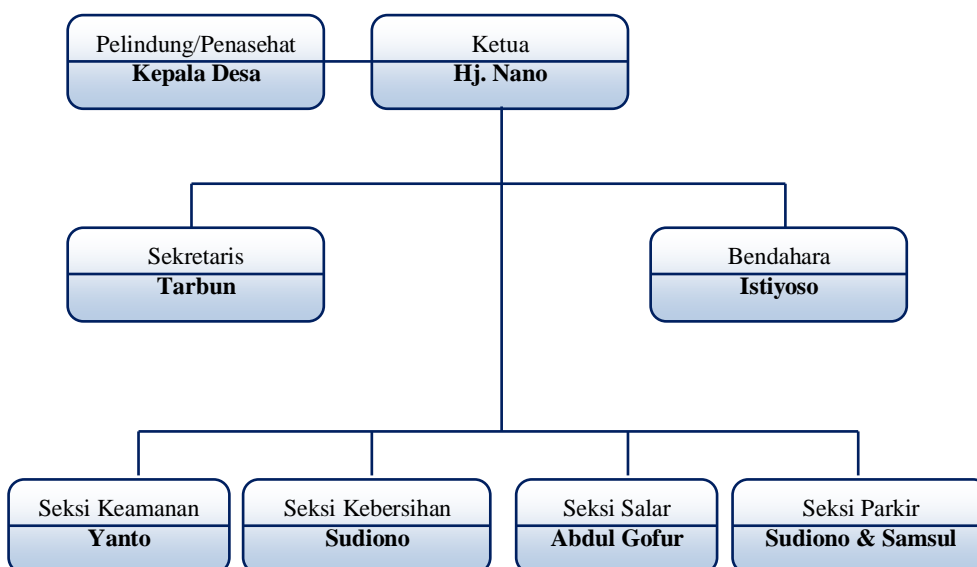 Pelindung/Penasehat
Kepala Desa
Ketua
Hj. Nano
Sekretaris
Tarbun
Bendahara
Istiyoso
Seksi Keamanan
Yanto
Seksi Kebersihan
Sudiono
Seksi Salar
Abdul Gofur
Seksi Parkir
Sudiono & Samsul